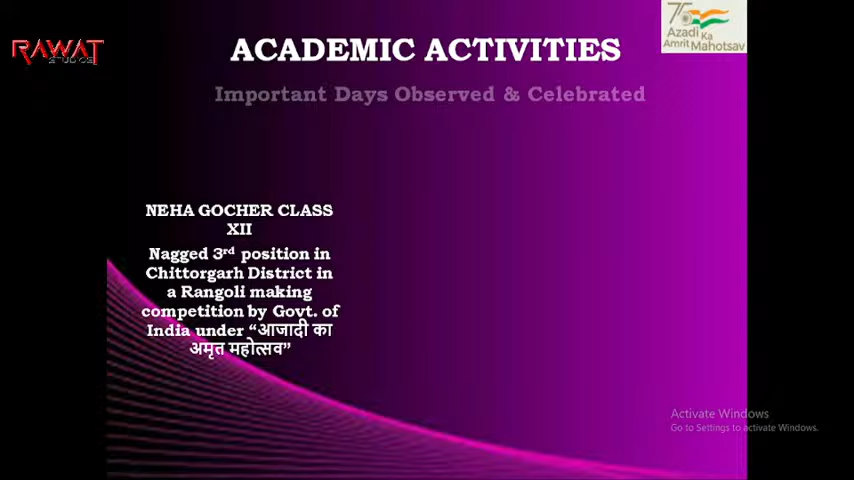 RAWAT
STUDIOS
ACADEMIC ACTIVITIES
75
Azadi
Ka
Amrit Mahotsav
Important Days Observed & Celebrated
NEHA GOCHER CLASS
XII
Nagged 3rd position in
Chittorgarh District in
a Rangoli making
competition by Govt. of
India under “आजादी का
अमृत महोत्सव”
Activate Windows
Go to Settings to activate Windows.